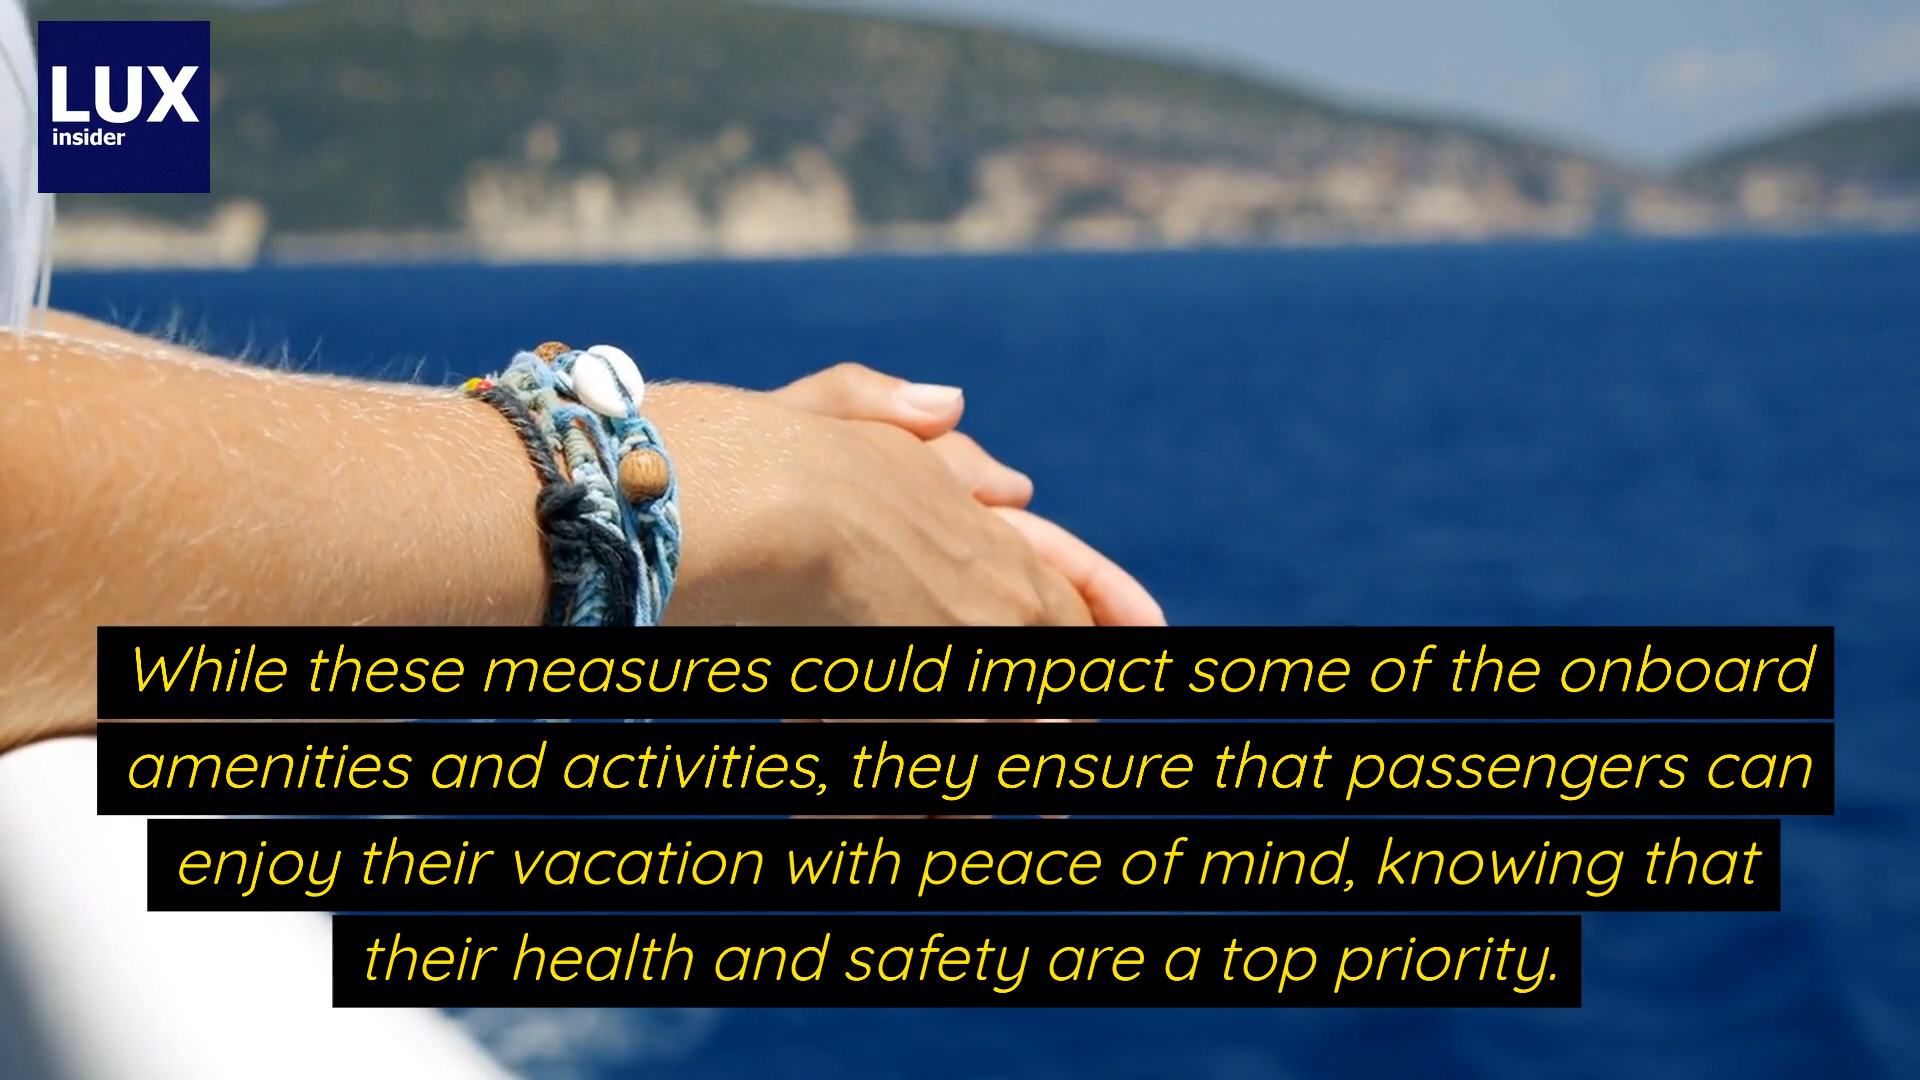 LUX
insider
While these measures could impact some of the onboard
amenities and activities, they ensure that passengers can
enjoy their vacation with peace of mind, knowing that
their health and safety are a top priority.